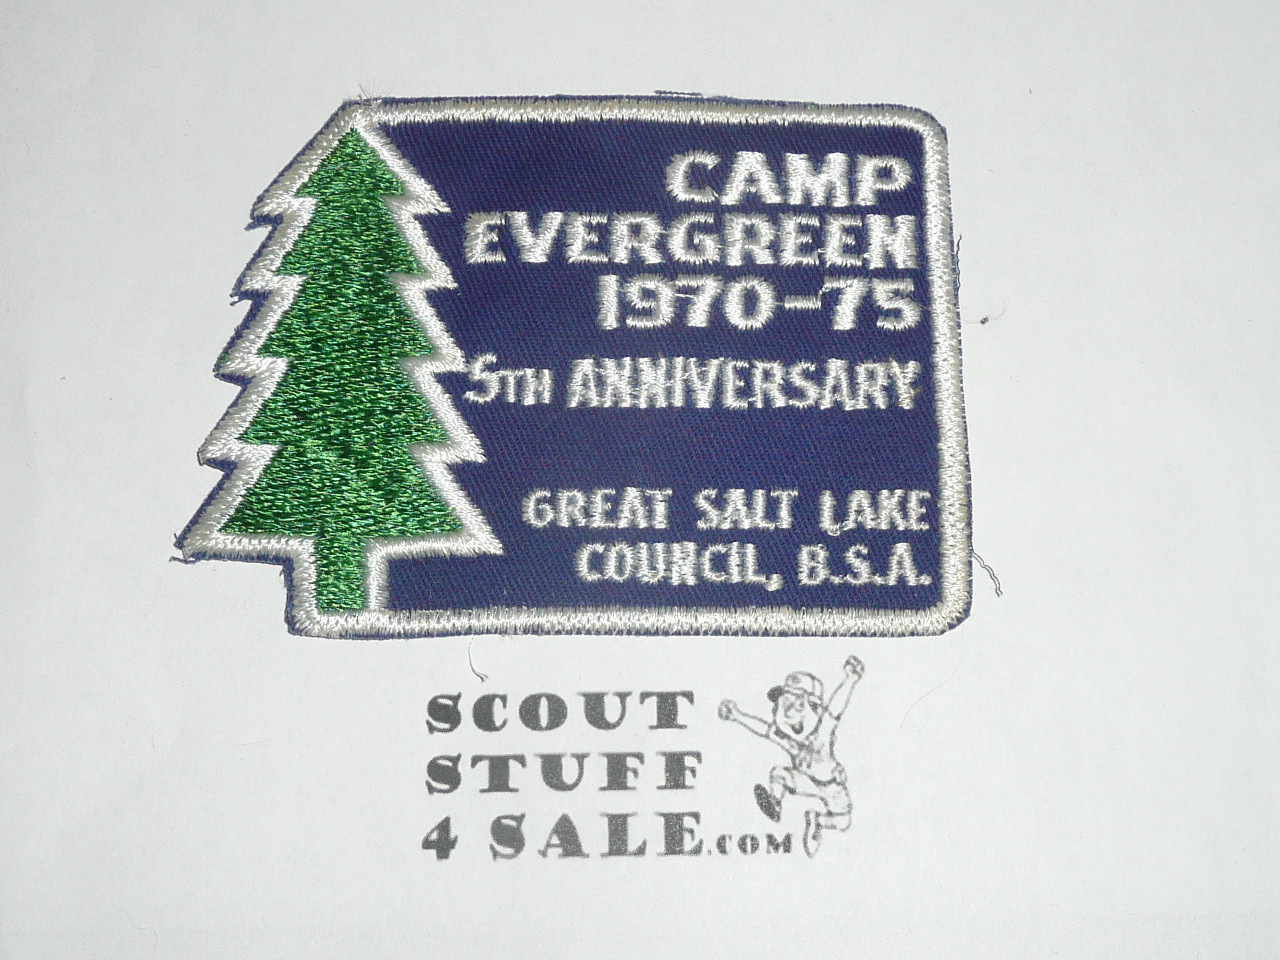 CAMP
EVERGREEN
1970-75
5TH ANNIVERSARY
GREAT SALT LAKE
COUNCIL, B.S.A.
SCOUT
STUFF
4 SALE.COM